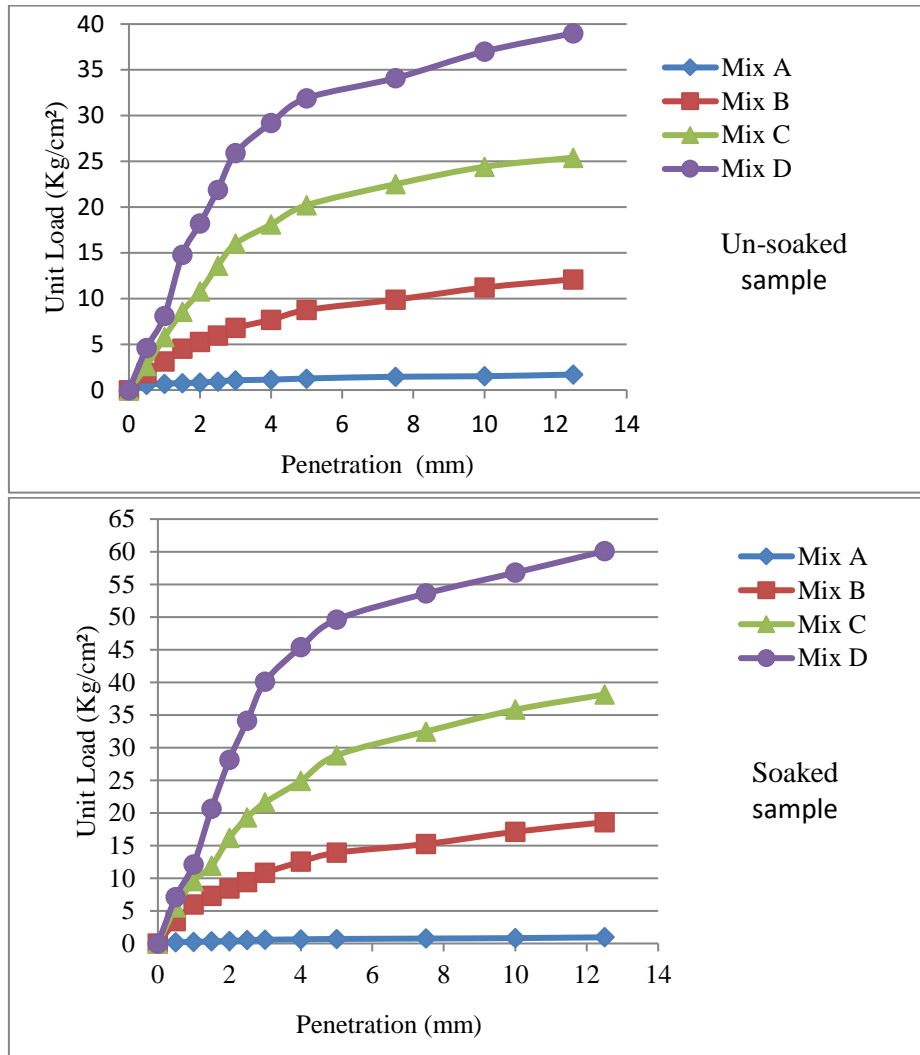 40
35
30
25
20
15
10
5
0
Unit Load (Kg/cm²)
0 2 4 6 8 10 12 14
Penetration (mm)
Mix A
Mix B
Mix C
Mix D
Un-soaked
sample
65
60
55
50
45
40
35
30
25
20
15
10
5
0
Unit Load (Kg/cm²)
0 2 4 6 8 10 12 14
Penetration (mm)
Mix A
Mix B
Mix C
Mix D
Soaked
sample